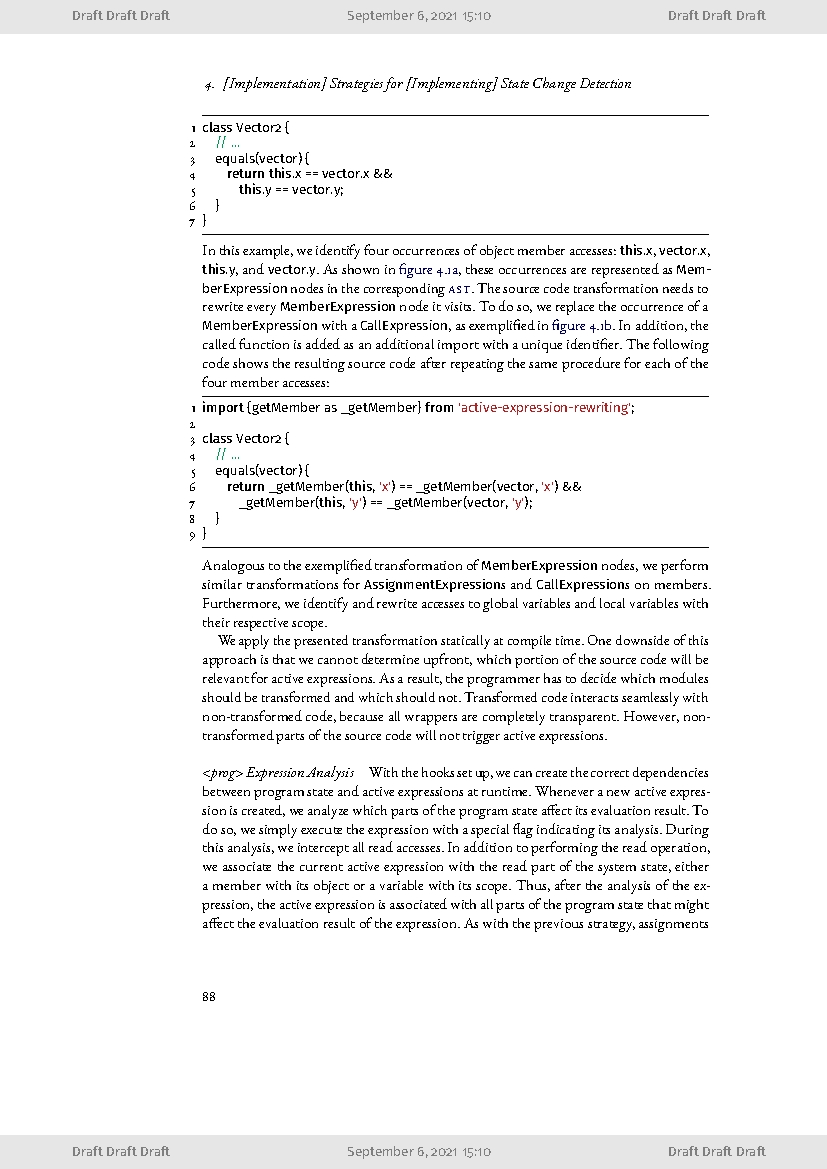 Draft Draft Draft September 6, 2021 15:10 Draft Draft Draft
4. [Implementation] Strategies for [Implementing] State Change Detection
1 class Vector2 {
2 // ...
3 equals(vector) {
4 return this.x == vector.x &&
5 this.y == vector.y;
6 }
7 }
In this example, we identify four occurrences of object member accesses: this.x, vector.x,
this.y, and vector.y. As shown in figure 4.1a, these occurrences are represented as Mem-
berExpression nodes in the corresponding AST. The source code transformation needs to
rewrite every MemberExpression node it visits. To do so, we replace the occurrence of a
MemberExpression with a CallExpression, as exemplified in figure 4.1b. In addition, the
called function is added as an additional import with a unique identifier. The following
code shows the resulting source code after repeating the same procedure for each of the
four member accesses:
1 import {getMember as _getMember} from 'active-expression-rewriting';
2
3 class Vector2 {
4 // ...
5 equals(vector) {
6 return _getMember(this, 'x') == _getMember(vector, 'x') &&
7 _getMember(this, 'y') == _getMember(vector, 'y');
8 }
9 }
Analogous to the exemplified transformation of MemberExpression nodes, we perform
similar transformations for AssignmentExpressions and CallExpressions on members.
Furthermore, we identify and rewrite accesses to global variables and local variables with
their respective scope.
We apply the presented transformation statically at compile time. One downside of this
approach is that we cannot determine upfront, which portion of the source code will be
relevant for active expressions. As a result, the programmer has to decide which modules
should be transformed and which should not. Transformed code interacts seamlessly with
non-transformed code, because all wrappers are completely transparent. However, non-
transformed parts of the source code will not trigger active expressions.
<prog> Expression Analysis With the hooks set up, we can create the correct dependencies
between program state and active expressions at runtime. Whenever a new active expres-
sion is created, we analyze which parts of the program state affect its evaluation result. To
do so, we simply execute the expression with a special flag indicating its analysis. During
this analysis, we intercept all read accesses. In addition to performing the read operation,
we associate the current active expression with the read part of the system state, either
a member with its object or a variable with its scope. Thus, after the analysis of the ex-
pression, the active expression is associated with all parts of the program state that might
affect the evaluation result of the expression. As with the previous strategy, assignments
88
Draft Draft Draft September 6, 2021 15:10 Draft Draft Draft